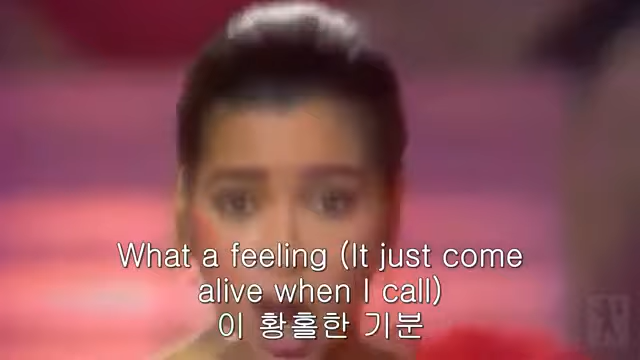 What a feeling (It just come
alive when I call)
이 황홀한 기분